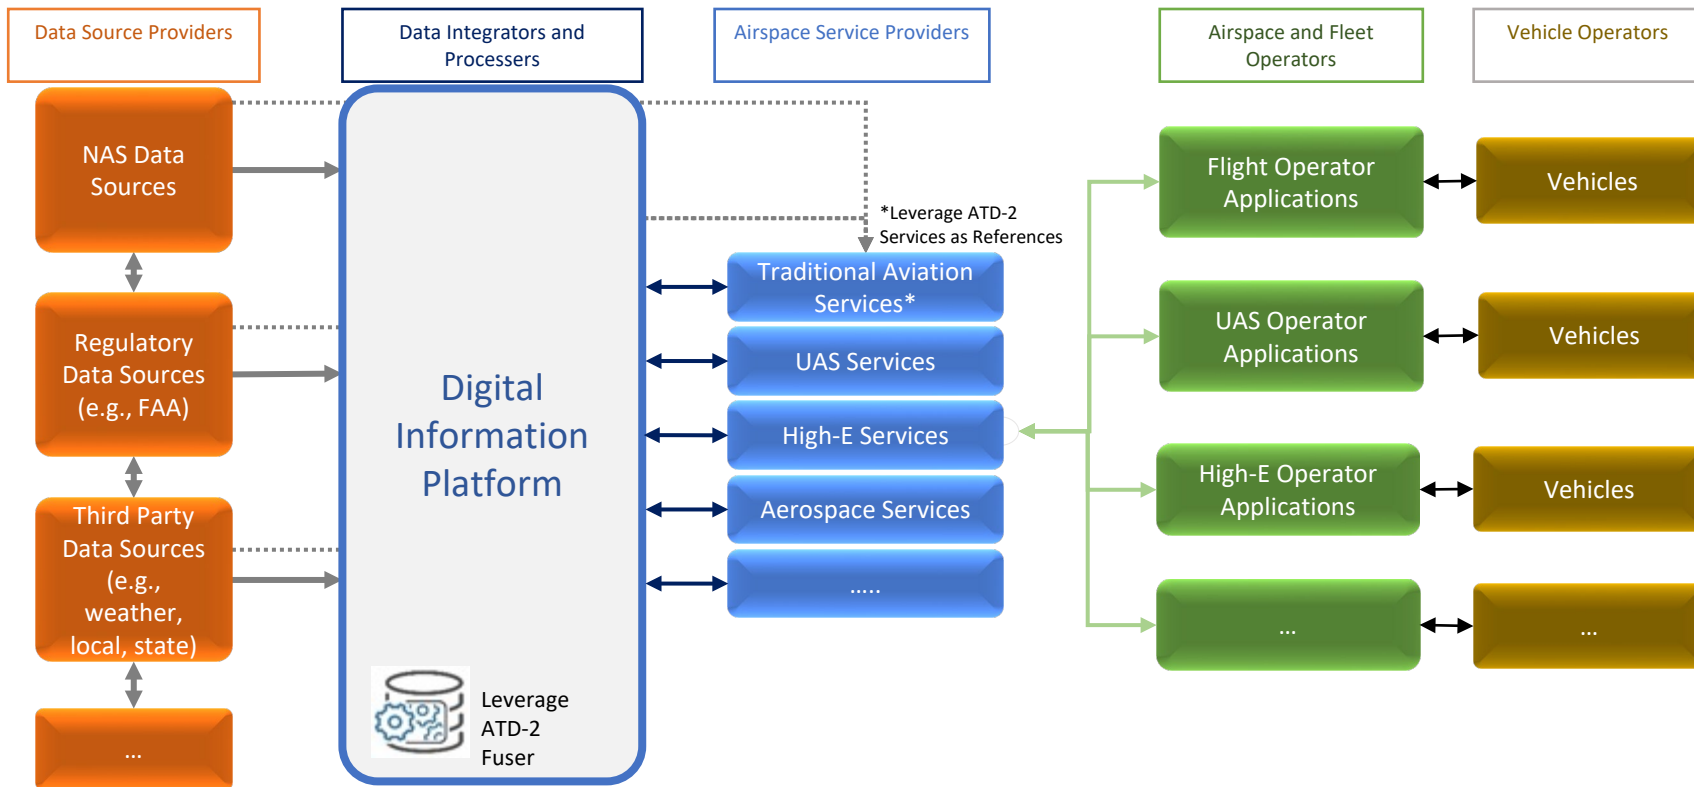 Data Source Providers
Data Integrators and
Processers
Airspace Service Providers
Airspace and Fleet
Operators
Vehicle Operators
NAS Data
Sources
Regulatory
Data Sources
(e.g., FAA)
Third Party
Data Sources
(e.g.,
weather,
local, state)
...
Digital
Information
Platform
Leverage
ATD-2
Fuser
*Leverage ATD-2
Services as References
Traditional Aviation
Services*
UAS Services
High-E Services
Aerospace Services
.....
Flight Operator
Applications
UAS Operator
Applications
High-E Operator
Applications
...
Vehicles
Vehicles
Vehicles
...